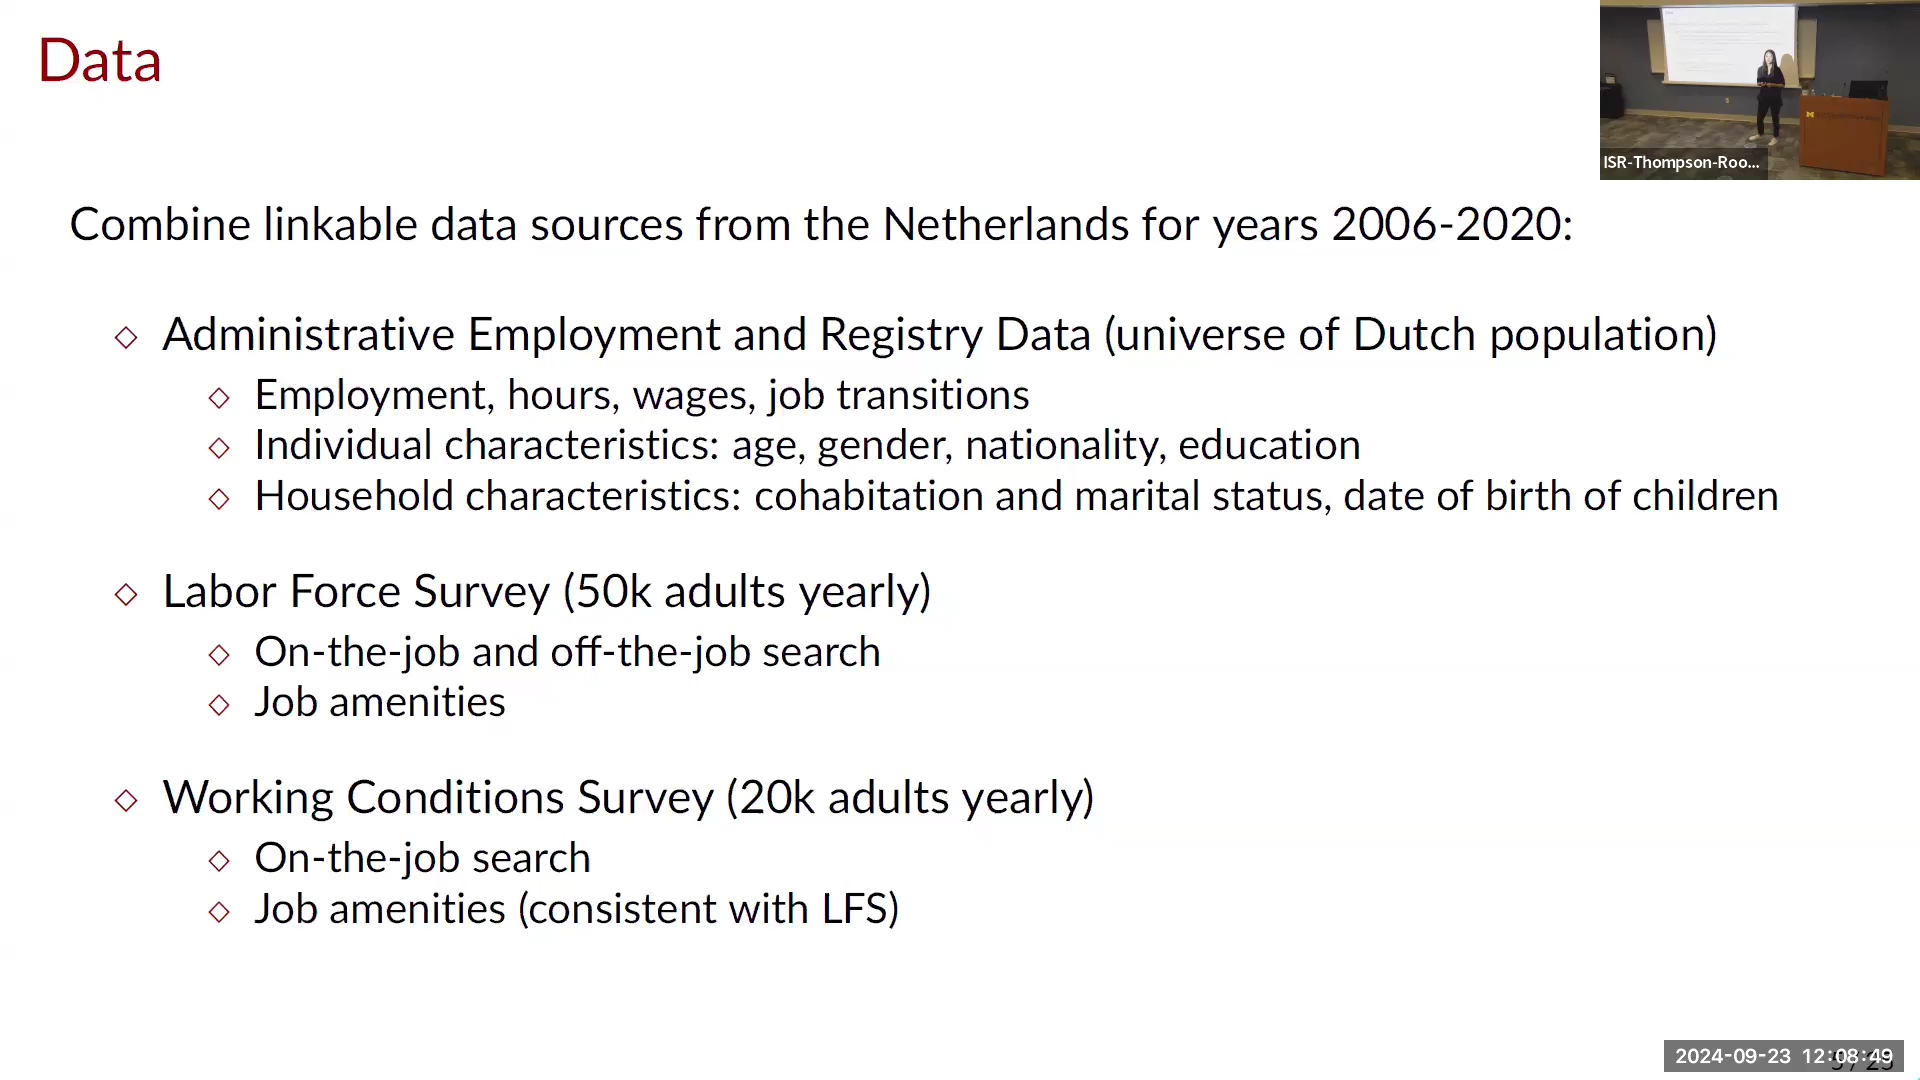 Data
ISR-Thompson-Roo...
Combine linkable data sources from the Netherlands for years 2006-2020:
Administrative Employment and Registry Data (universe of Dutch population)
Employment, hours, wages, job transitions
Individual characteristics: age, gender, nationality, education
Household characteristics: cohabitation and marital status, date of birth of children
Labor Force Survey (50k adults yearly)
On-the-job and off-the-job search
Job amenities
Working Conditions Survey (20k adults yearly)
On-the-job search
Job amenities (consistent with LFS)
2024-09-23 12:08:49